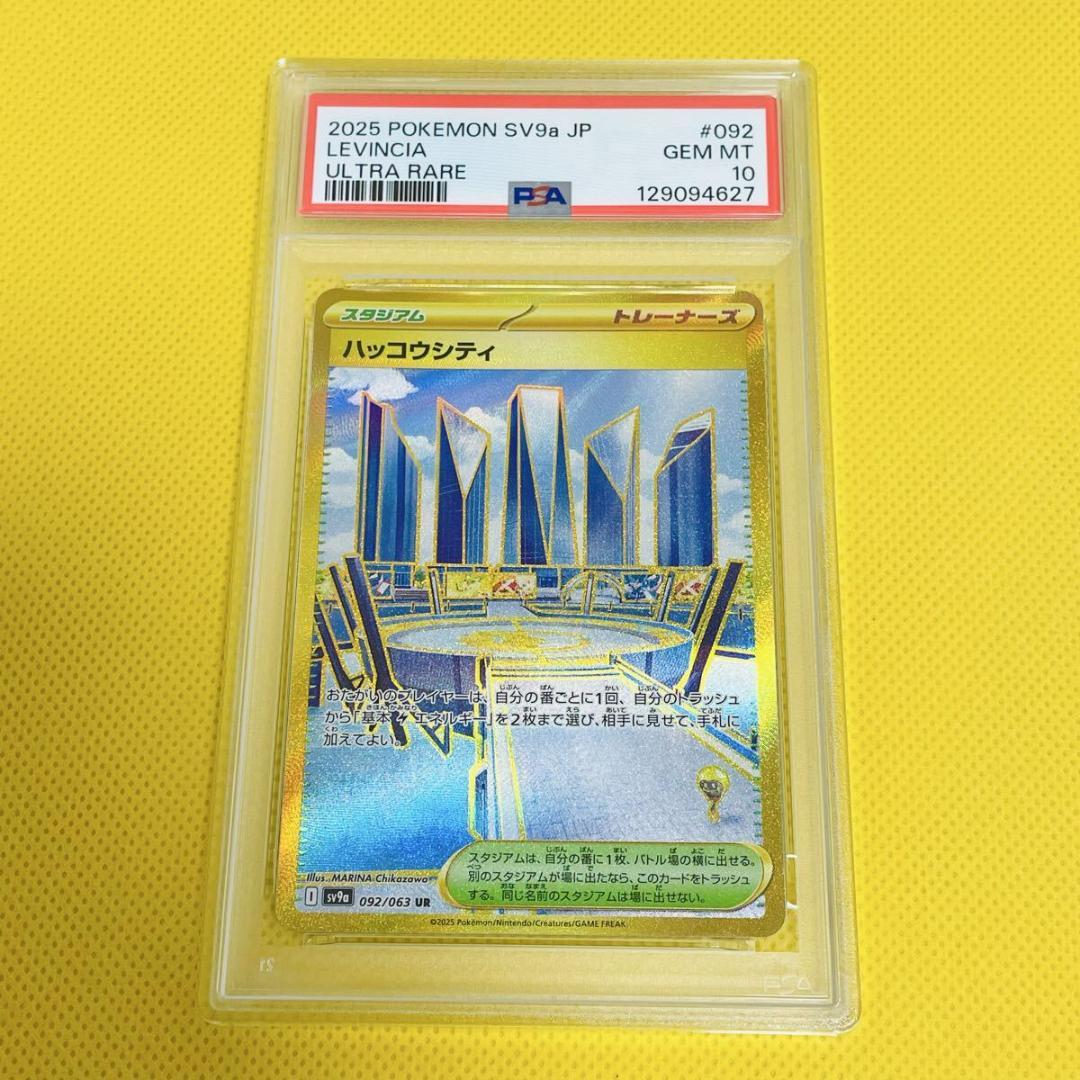 2025 POKEMON SV9a JP #092
LEVINCIA GEM MT
ULTRA RARE 10
PSA 129094627
スタジアム トレーナーズ
ハッコウシティ
おたがいのプレイヤーは、自分の番ごとに1回、自分のトラッシュ
から「基本エネルギー」を2枚まで選び、相手に見せて、手札に
加えてよい。
スタジアムは、自分の番に1枚、バトル場の横に出せる。
別のスタジアムが場に出たなら、このカードをトラッシュ
する。同じ名前のスタジアムは場に出せない。
Illus. MARINA Chikazawa
I sv9a 092/063 UR
©2025 Pokémon/Nintendo/Creatures/GAME FREAK
PSA